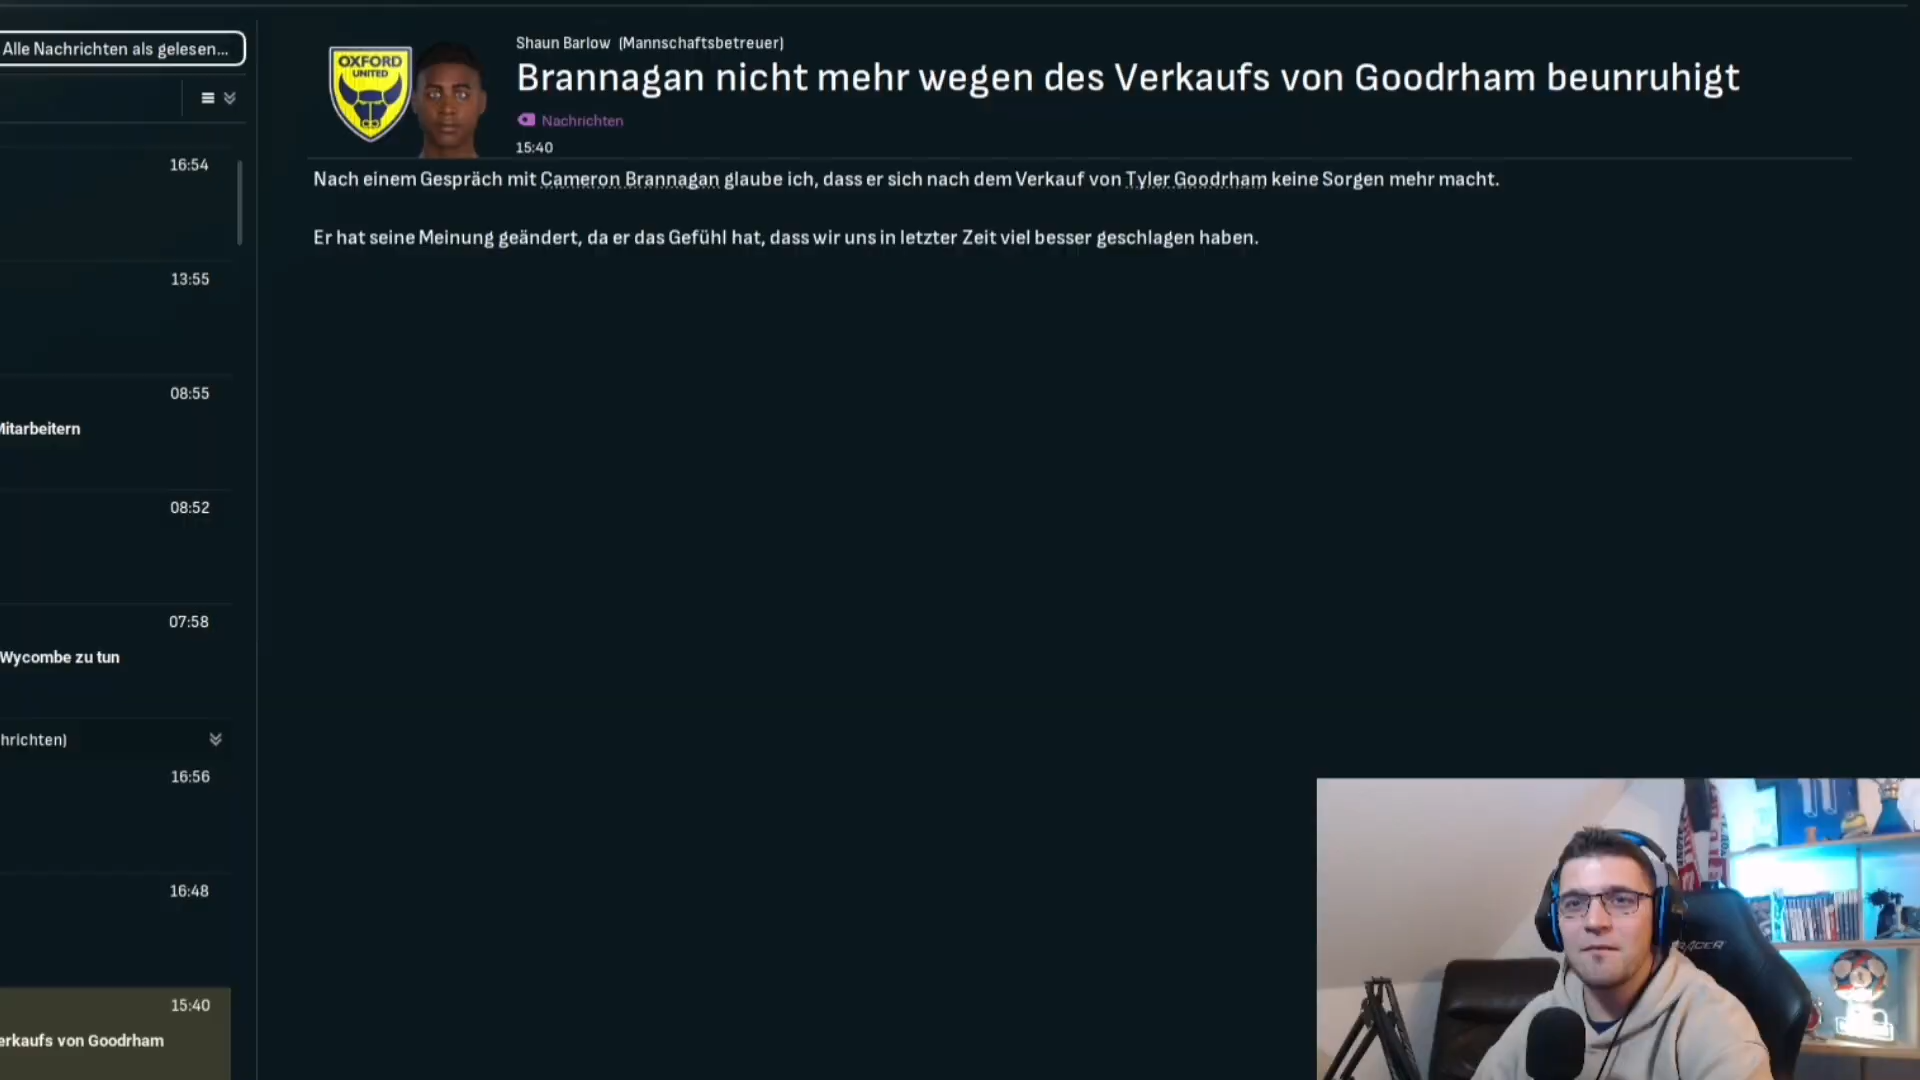 Alle Nachrichten als gelesen...
16:54
13:55
08:55
Mitarbeitern
08:52
07:58
Wycombe zu tun
hrichten)
16:56
16:48
15:40
erkaufs von Goodrham
OXFORD
UNITED
Shaun Barlow (Mannschaftsbetreuer)
Brannagan nicht mehr wegen des Verkaufs von Goodrham beunruhigt
Nachrichten
15:40
Nach einem Gespräch mit Cameron Brannagan glaube ich, dass er sich nach dem Verkauf von Tyler Goodrham keine Sorgen mehr macht.
Er hat seine Meinung geändert, da er das Gefühl hat, dass wir uns in letzter Zeit viel besser geschlagen haben.